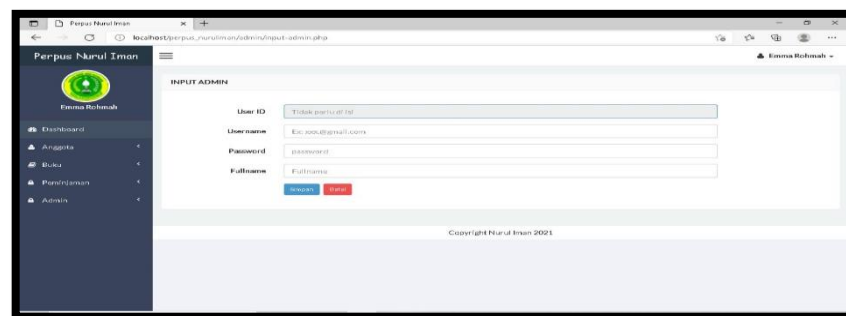 Perpus Nurul Iman
localhost/perpus_nuruliman/admin/input-admin.php
Perpus Nurul Iman
Emma Rohmah
INPUT ADMIN
Emma Rohmah
User ID
Tidak perlu di isi
Username
Ex: xxx@gmail.com
Password
password
Fullname
Fullname
Simpan Batal
Dashboard
Anggota
Buku
Peminjaman
Admin
Copyright Nurul Iman 2021